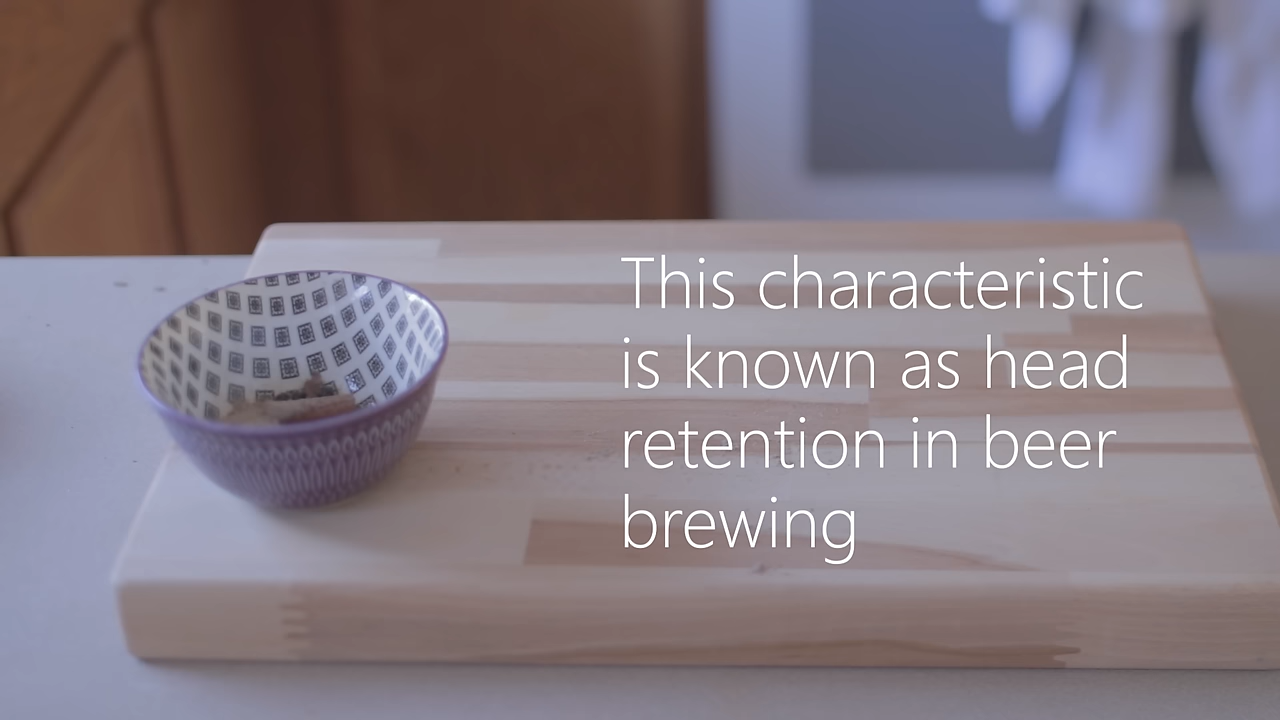 This characteristic
is known as head
retention in beer
brewing